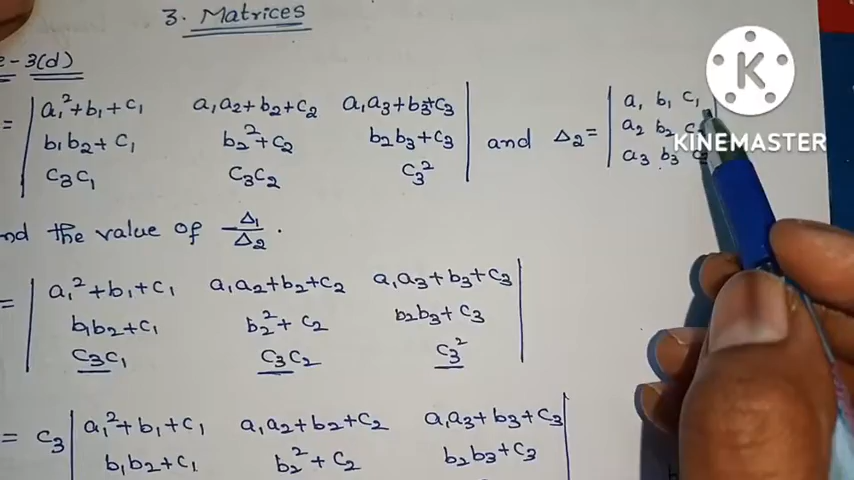 3. Matrices
e-3(d)
= | a₁²+b₁+c₁ a₁a₂+b₂+c₂ a₁a₃+b₃+c₃ |
| b₁b₂+c₁ b₂²+c₂ b₂b₃+c₃ |
| c₃c₁ c₃c₂ c₃² |
and Δ₂= | a₁ b₁ c₁ |
| a₂ b₂ c |
| a₃ b₃ c₃ |
nd the value of Δ₁/Δ₂ .
= | a₁²+b₁+c₁ a₁a₂+b₂+c₂ a₁a₃+b₃+c₃ |
| b₁b₂+c₁ b₂²+c₂ b₂b₃+c₃ |
| c₃c₁ c₃c₂ c₃² |
= c₃ | a₁²+b₁+c₁ a₁a₂+b₂+c₂ a₁a₃+b₃+c₃ |
| b₁b₂+c₁ b₂²+c₂ b₂b₃+c₃ |
K
KINEMASTER